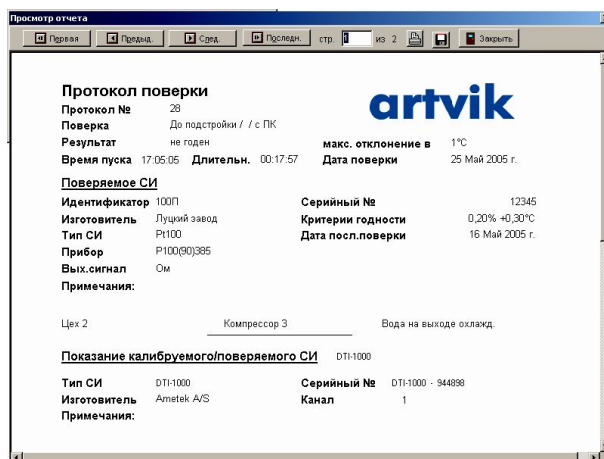 Просмотр отчета
Первая Предыд. След. Последн. стр. 1 из 2 Закрыть
Протокол поверки
artvik
Протокол № 28
Поверка До подстройки / / с ПК
Результат не годен макс. отклонение в 1°C
Время пуска 17:05:05 Длительн. 00:17:57 Дата поверки 25 Май 2005 г.
Поверяемое СИ
Идентификатор 100П Серийный № 12345
Изготовитель Луцкий завод Критерии годности 0,20% +0,30°C
Тип СИ Pt100 Дата посл.поверки 16 Май 2005 г.
Прибор P100(90)385
Вых.сигнал Ом
Примечания:
Цех 2 Компрессор 3 Вода на выходе охлажд.
Показание калибруемого/поверяемого СИ DTI-1000
Тип СИ DTI-1000 Серийный № DTI-1000 - 944898
Изготовитель Ametek A/S Канал 1
Примечания: